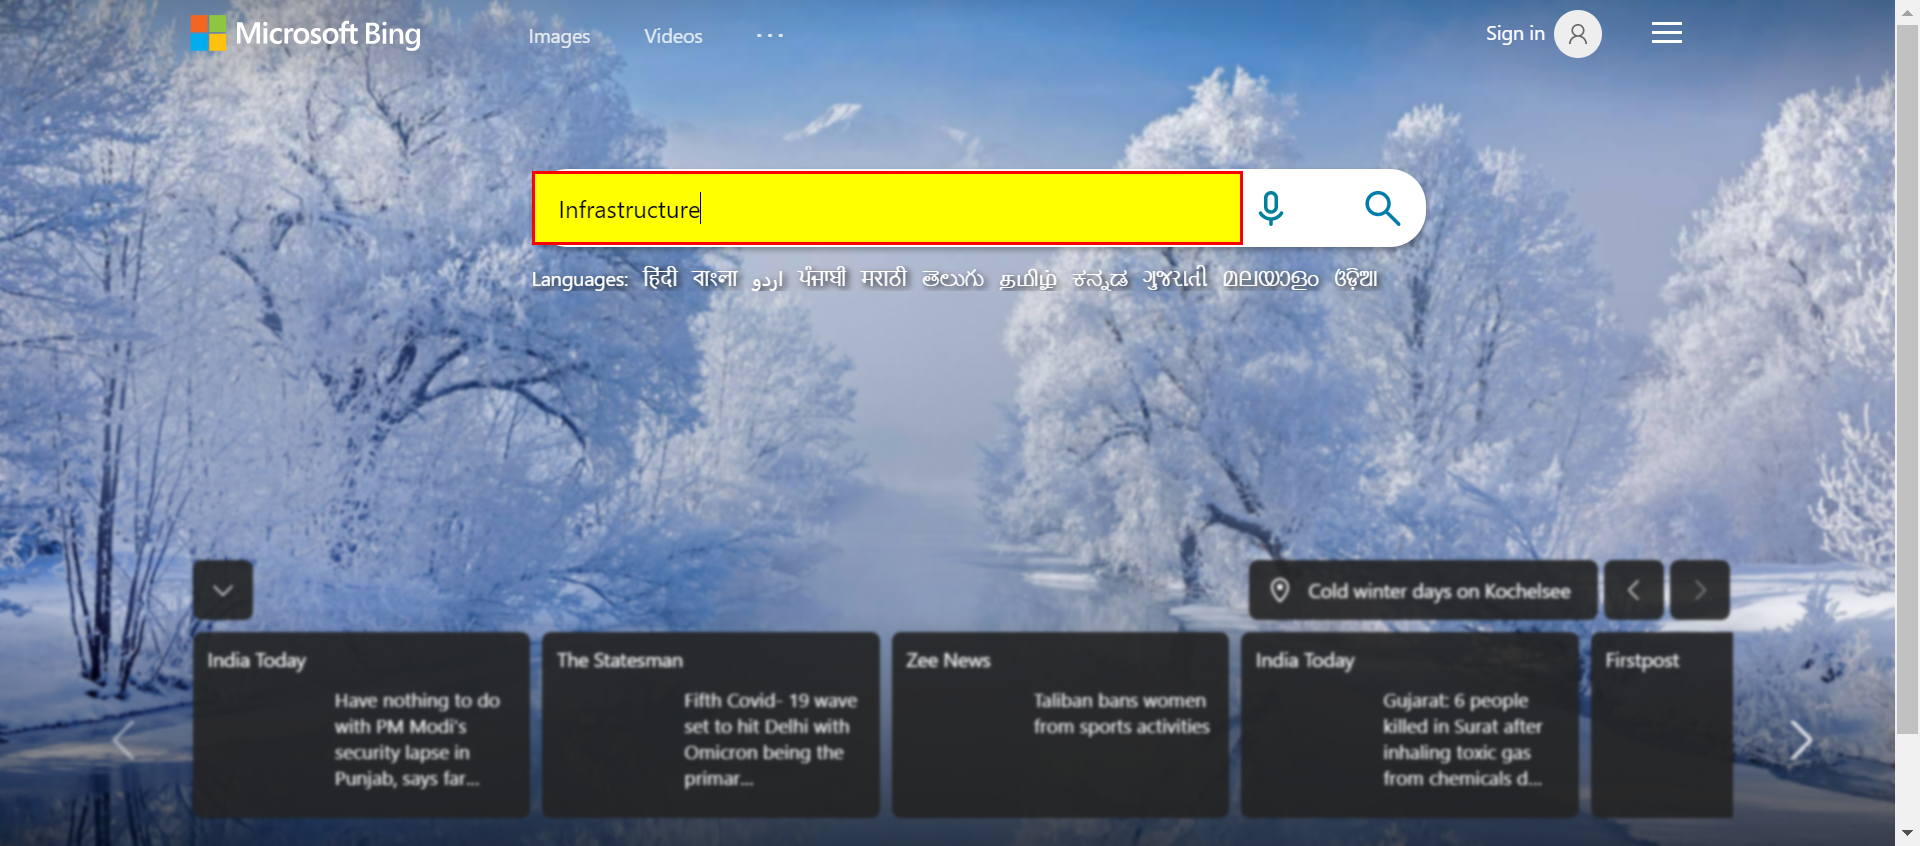 Microsoft Bing
Images Videos ...
Sign in
Infrastructure
Languages: हिंदी বাংলা اردو ਪੰਜਾਬੀ मराठी తెలుగు தமிழ் ಕನ್ನಡ ગુજરાતી മലയാളം ଓଡ଼ିଆ
Cold winter days on Kochelsee
India Today
Have nothing to do
with PM Modi's
security lapse in
Punjab, says far...
The Statesman
Fifth Covid- 19 wave
set to hit Delhi with
Omicron being the
primar...
Zee News
Taliban bans women
from sports activities
India Today
Gujarat: 6 people
killed in Surat after
inhaling toxic gas
from chemicals d...
Firstpost